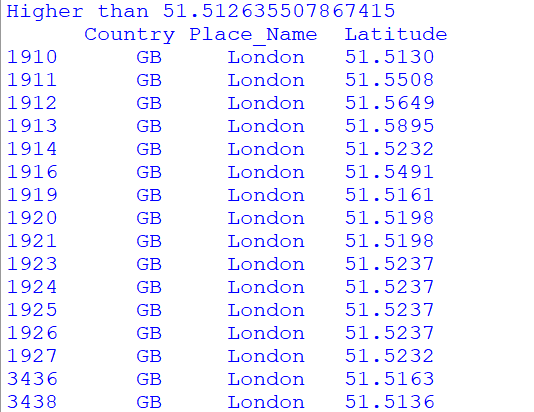 Higher than 51.512635507867415
Country Place_Name Latitude
1910 GB London 51.5130
1911 GB London 51.5508
1912 GB London 51.5649
1913 GB London 51.5895
1914 GB London 51.5232
1916 GB London 51.5491
1919 GB London 51.5161
1920 GB London 51.5198
1921 GB London 51.5198
1923 GB London 51.5237
1924 GB London 51.5237
1925 GB London 51.5237
1926 GB London 51.5237
1927 GB London 51.5232
3436 GB London 51.5163
3438 GB London 51.5136